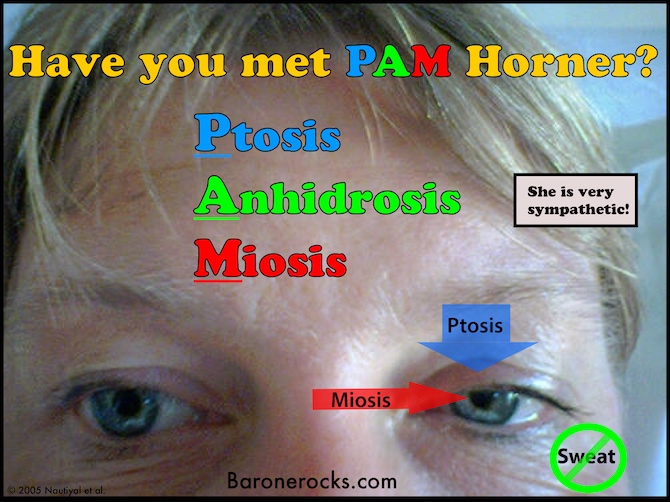 Have you met PAM Horner?
Ptosis
Anhidrosis
Miosis
She is very
sympathetic!
Ptosis
Miosis
Sweat
Baronerocks.com
© 2005 Nautiyal et al.